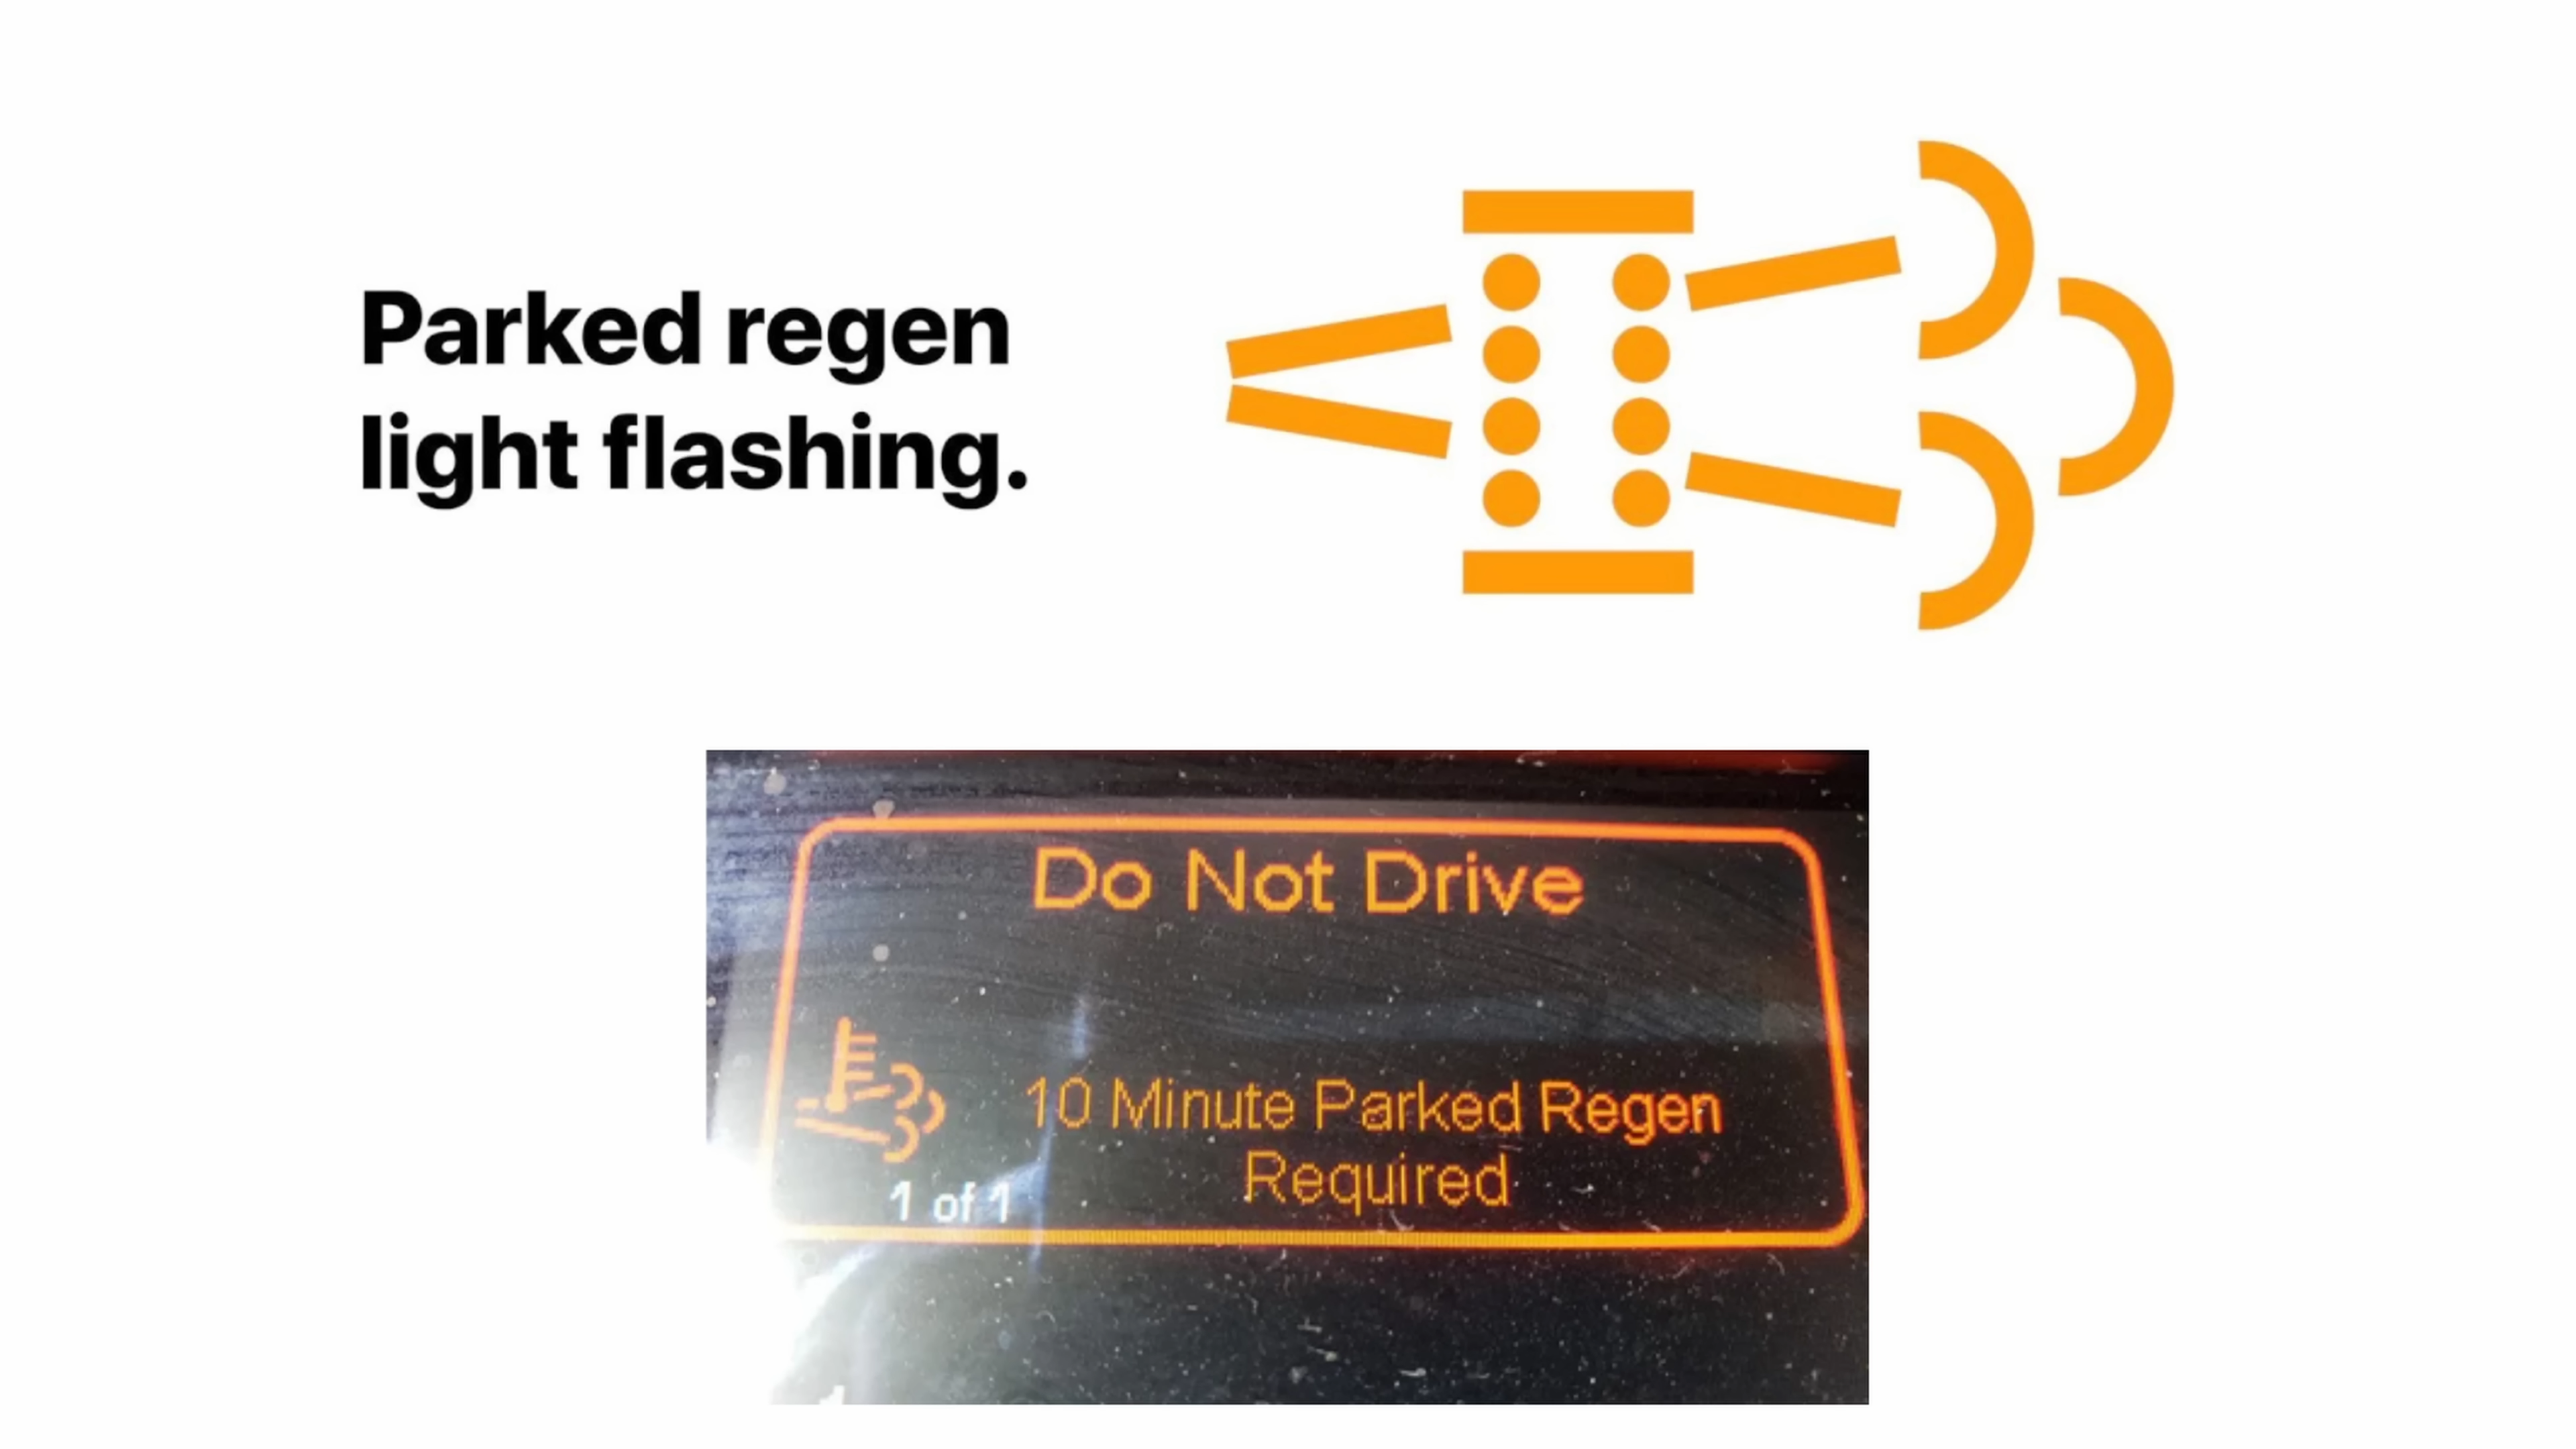 Parked regen
light flashing.
Do Not Drive
10 Minute Parked Regen
Required
1 of 1